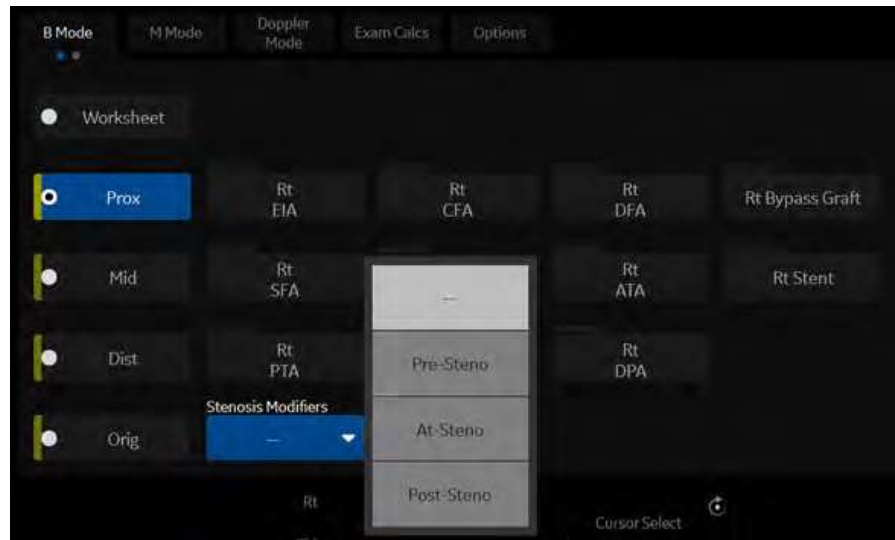 B Mode
M Mode
Doppler
Mode
Exam Calcs
Options
Worksheet
Prox
Rt
EIA
Rt
CFA
Rt
DFA
Rt Bypass Graft
Mid
Rt
SFA
---
Rt
ATA
Rt Stent
Dist
Rt
PTA
Pre-Steno
Rt
DPA
Stenosis Modifiers
Orig
---
At-Steno
Post-Steno
Rt
Cursor Select